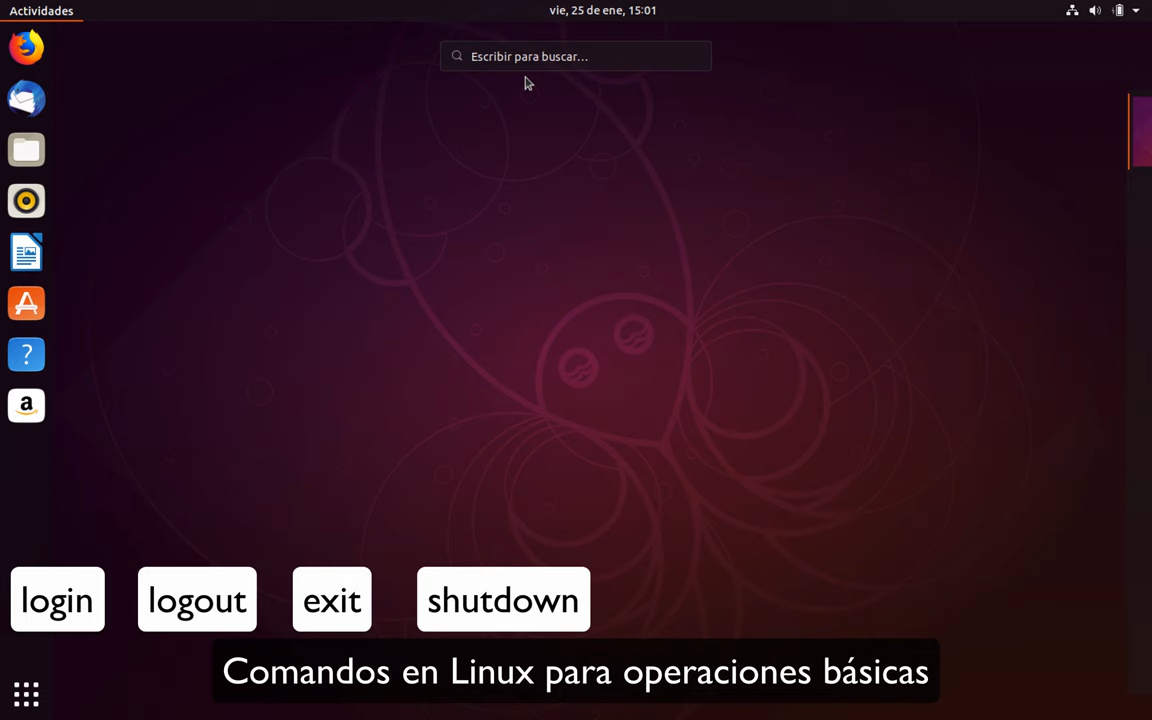 Actividades
vie, 25 de ene, 15:01
Escribir para buscar...
?
a
login
logout
exit
shutdown
Comandos en Linux para operaciones básicas